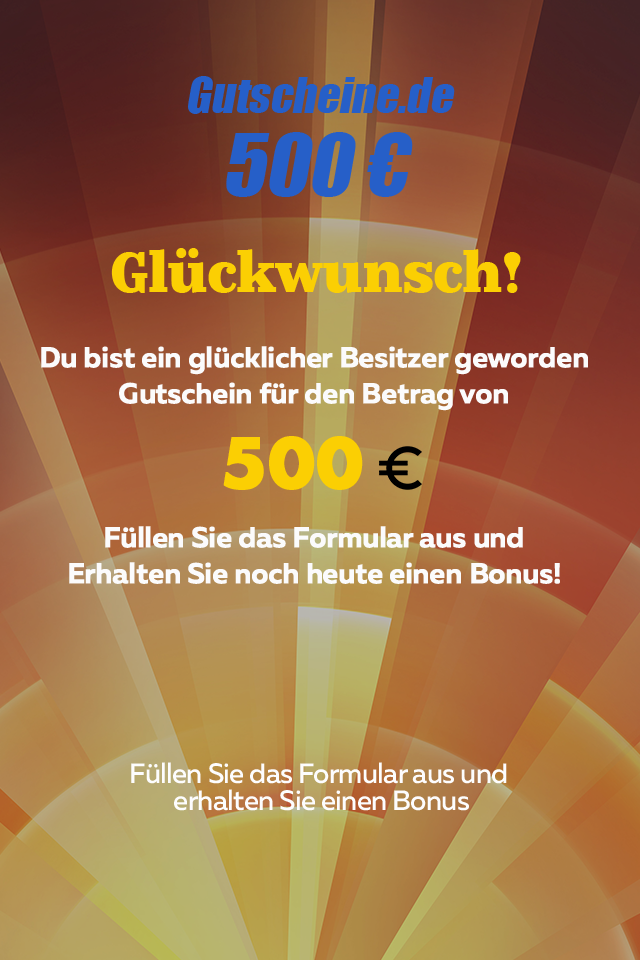 Gutscheine.de
500 €
Glückwunsch!
Du bist ein glücklicher Besitzer geworden
Gutschein für den Betrag von
500 €
Füllen Sie das Formular aus und
Erhalten Sie noch heute einen Bonus!
Füllen Sie das Formular aus und
erhalten Sie einen Bonus